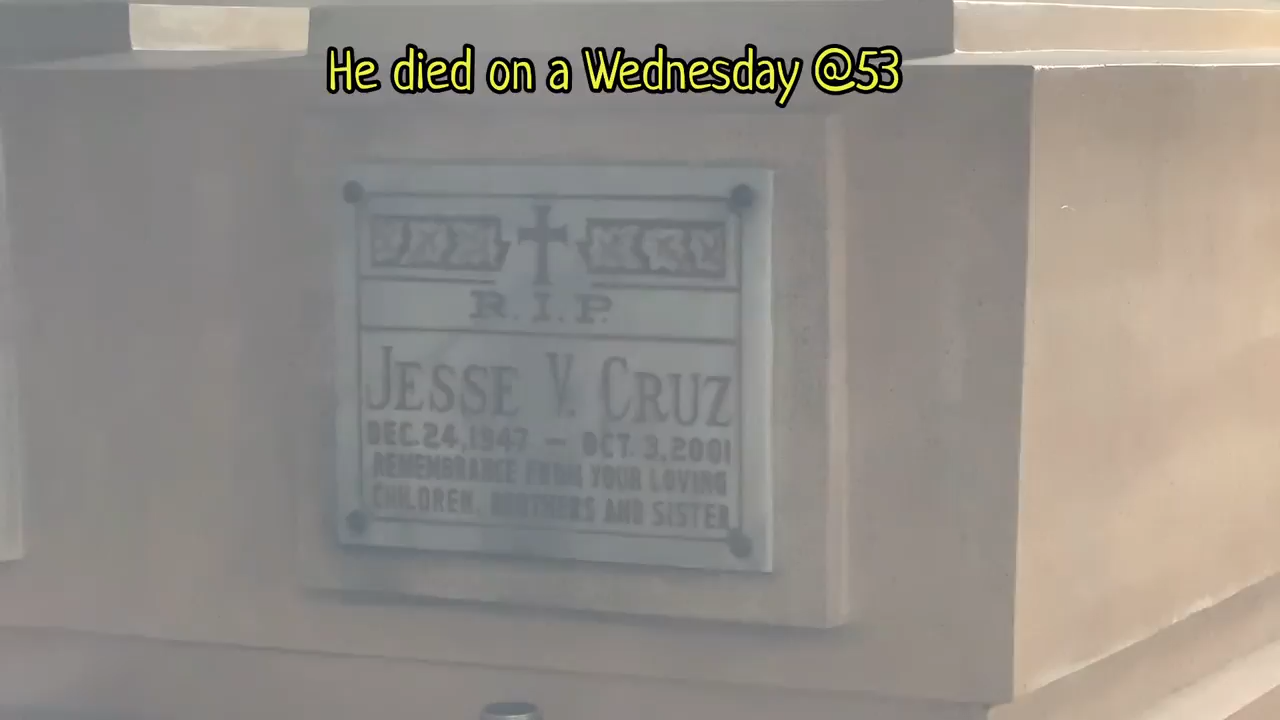 He died on a Wednesday @53
R.I.P.
JESSE V. CRUZ
DEC. 24, 1947 — OCT. 3, 2001
REMEMBRANCE FROM YOUR LOVING
CHILDREN, BROTHERS AND SISTER